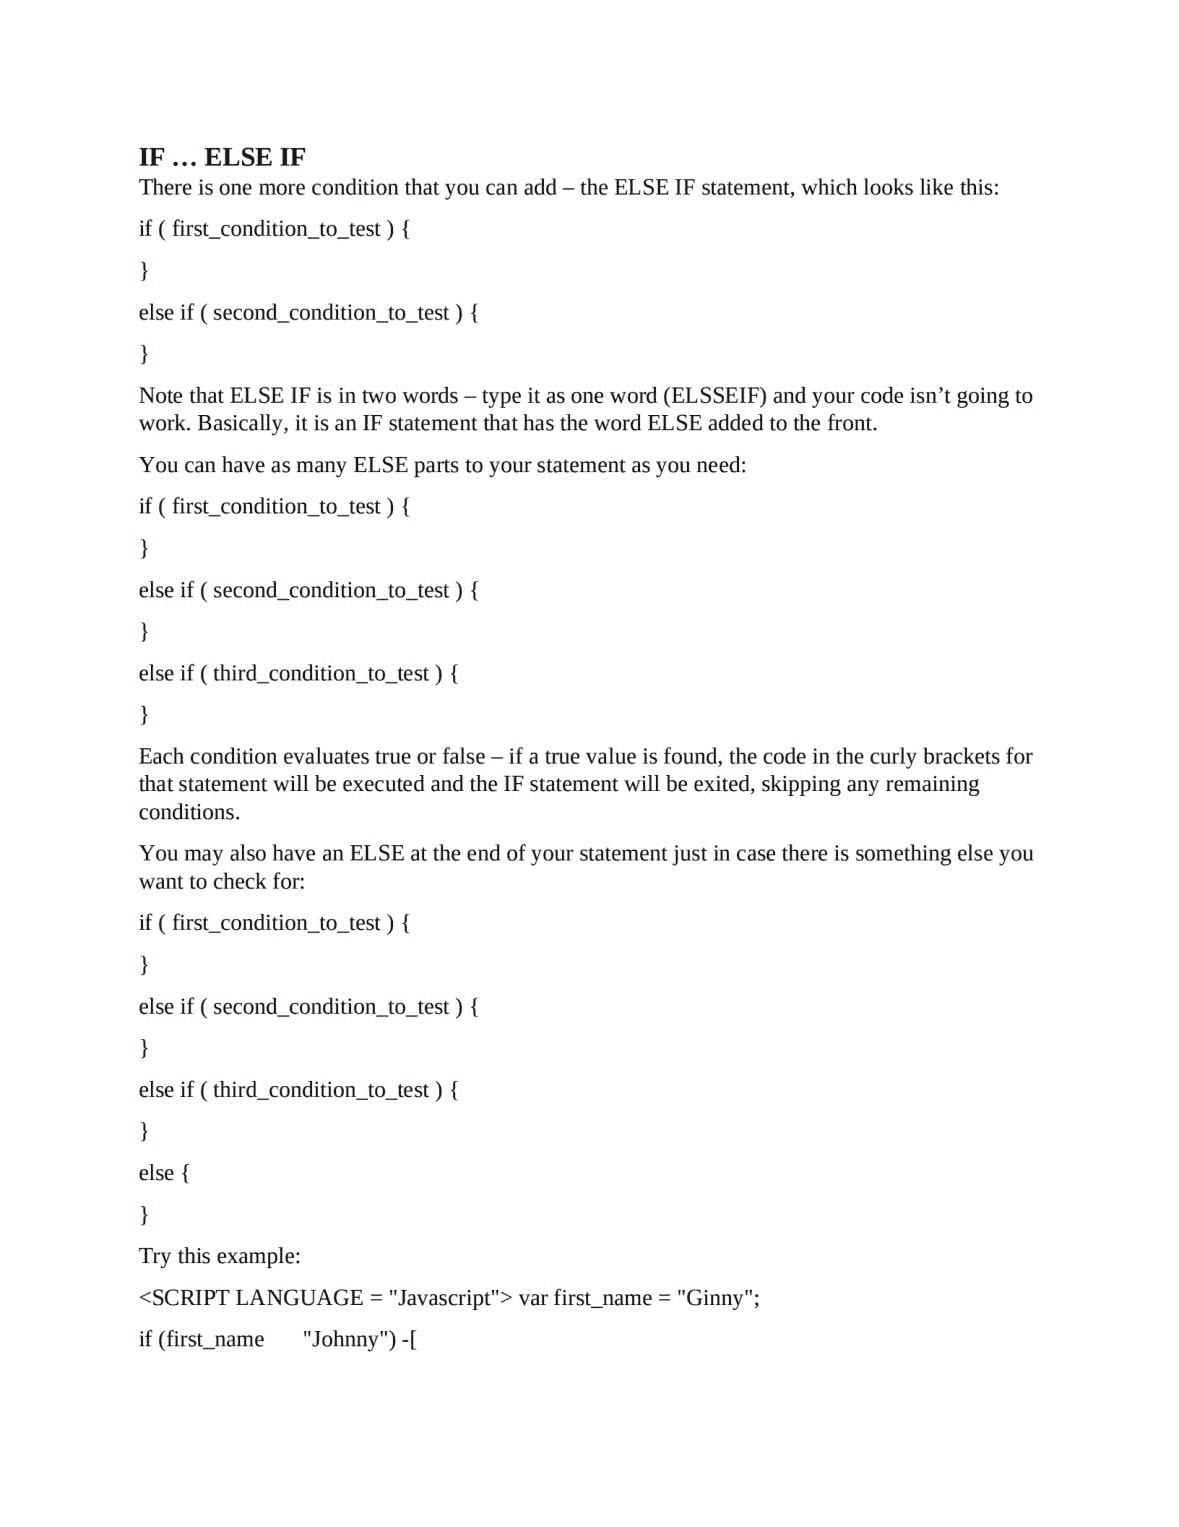 IF … ELSE IF
There is one more condition that you can add – the ELSE IF statement, which looks like this:
if ( first_condition_to_test ) {
}
else if ( second_condition_to_test ) {
}
Note that ELSE IF is in two words – type it as one word (ELSSEIF) and your code isn’t going to
work. Basically, it is an IF statement that has the word ELSE added to the front.
You can have as many ELSE parts to your statement as you need:
if ( first_condition_to_test ) {
}
else if ( second_condition_to_test ) {
}
else if ( third_condition_to_test ) {
}
Each condition evaluates true or false – if a true value is found, the code in the curly brackets for
that statement will be executed and the IF statement will be exited, skipping any remaining
conditions.
You may also have an ELSE at the end of your statement just in case there is something else you
want to check for:
if ( first_condition_to_test ) {
}
else if ( second_condition_to_test ) {
}
else if ( third_condition_to_test ) {
}
else {
}
Try this example:
<SCRIPT LANGUAGE = "Javascript"> var first_name = "Ginny";
if (first_name "Johnny") -[